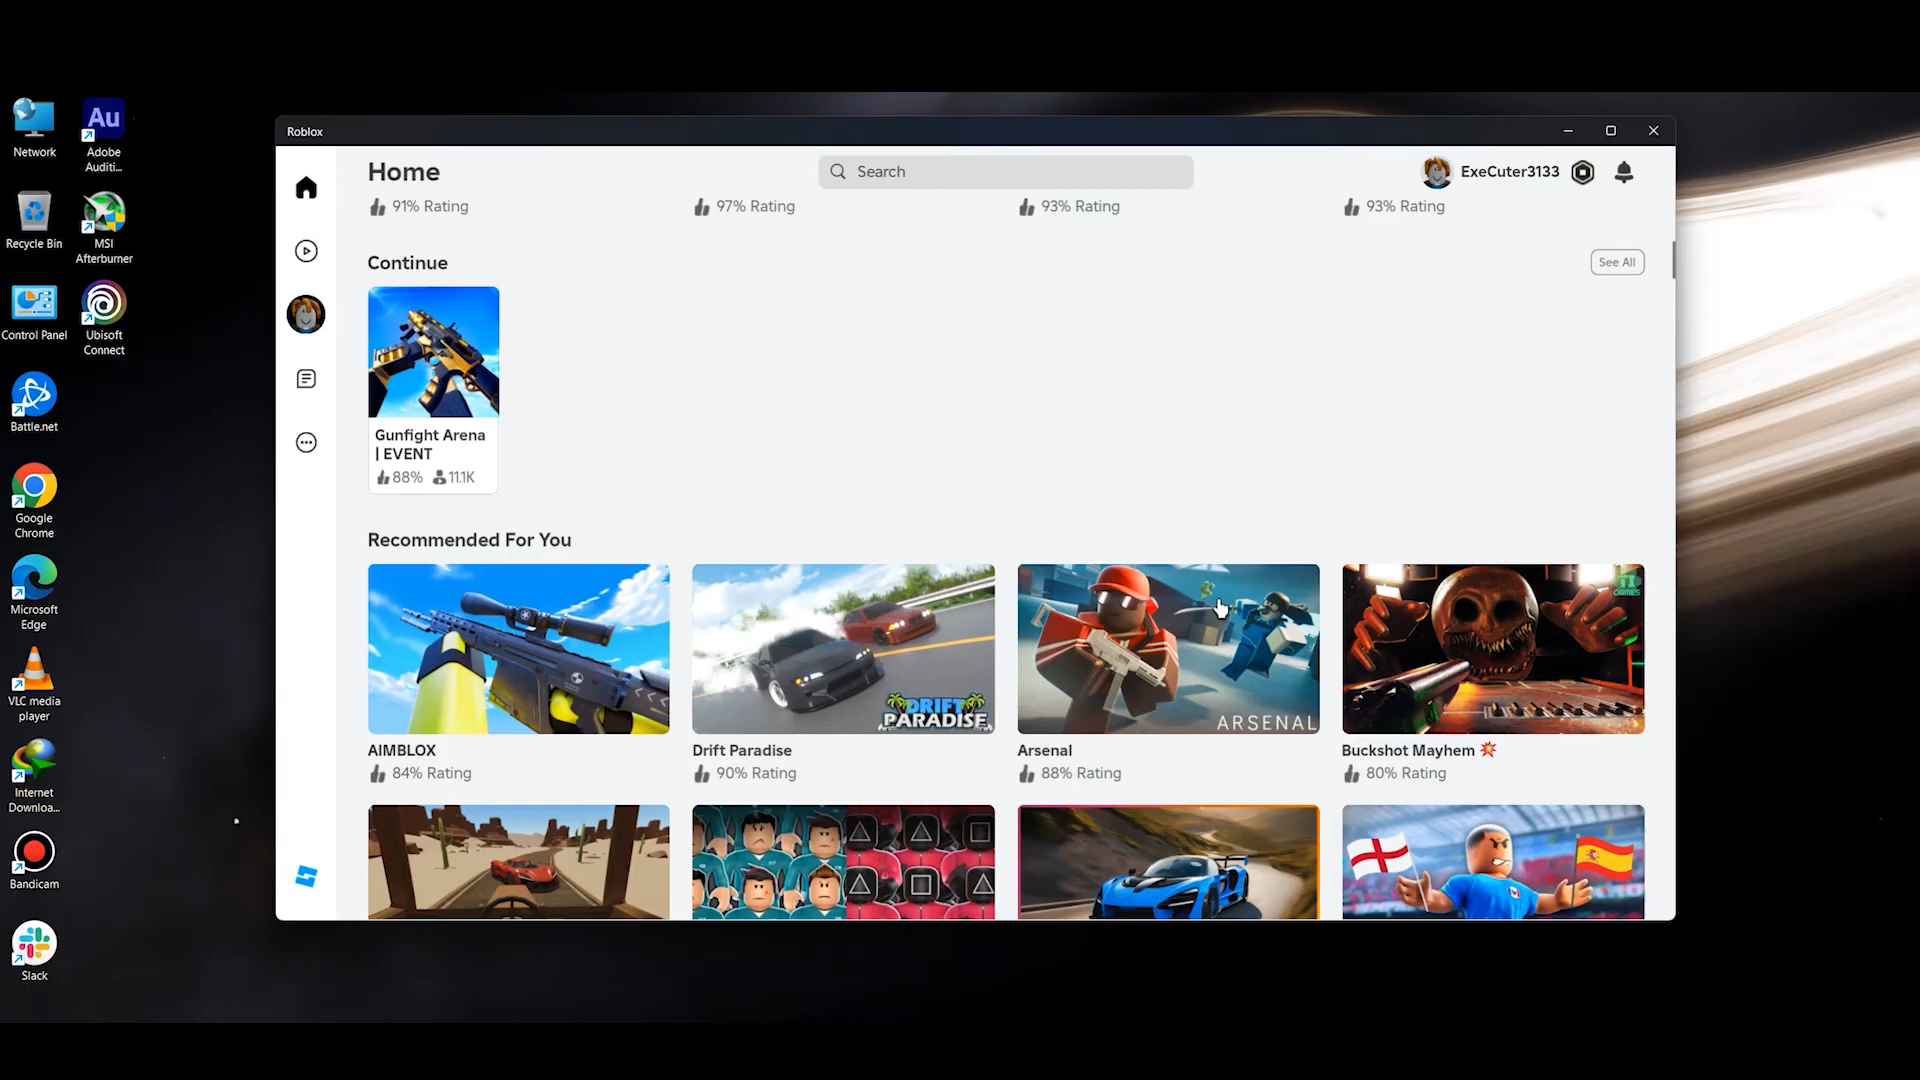 Roblox
Home
Search
ExeCuter3133
91% Rating
97% Rating
93% Rating
93% Rating
Continue
See All
Gunfight Arena
| EVENT
88% 11.1K
Recommended For You
DRIFT
PARADISE
ARSENAL
GAMES
AIMBLOX
Drift Paradise
Arsenal
Buckshot Mayhem 💥
84% Rating
90% Rating
88% Rating
80% Rating
Network
Au
Adobe
Auditi...
Recycle Bin
MSI
Afterburner
Control Panel
Ubisoft
Connect
Battle.net
Google
Chrome
Microsoft
Edge
VLC media
player
Internet
Downloa...
Bandicam
Slack